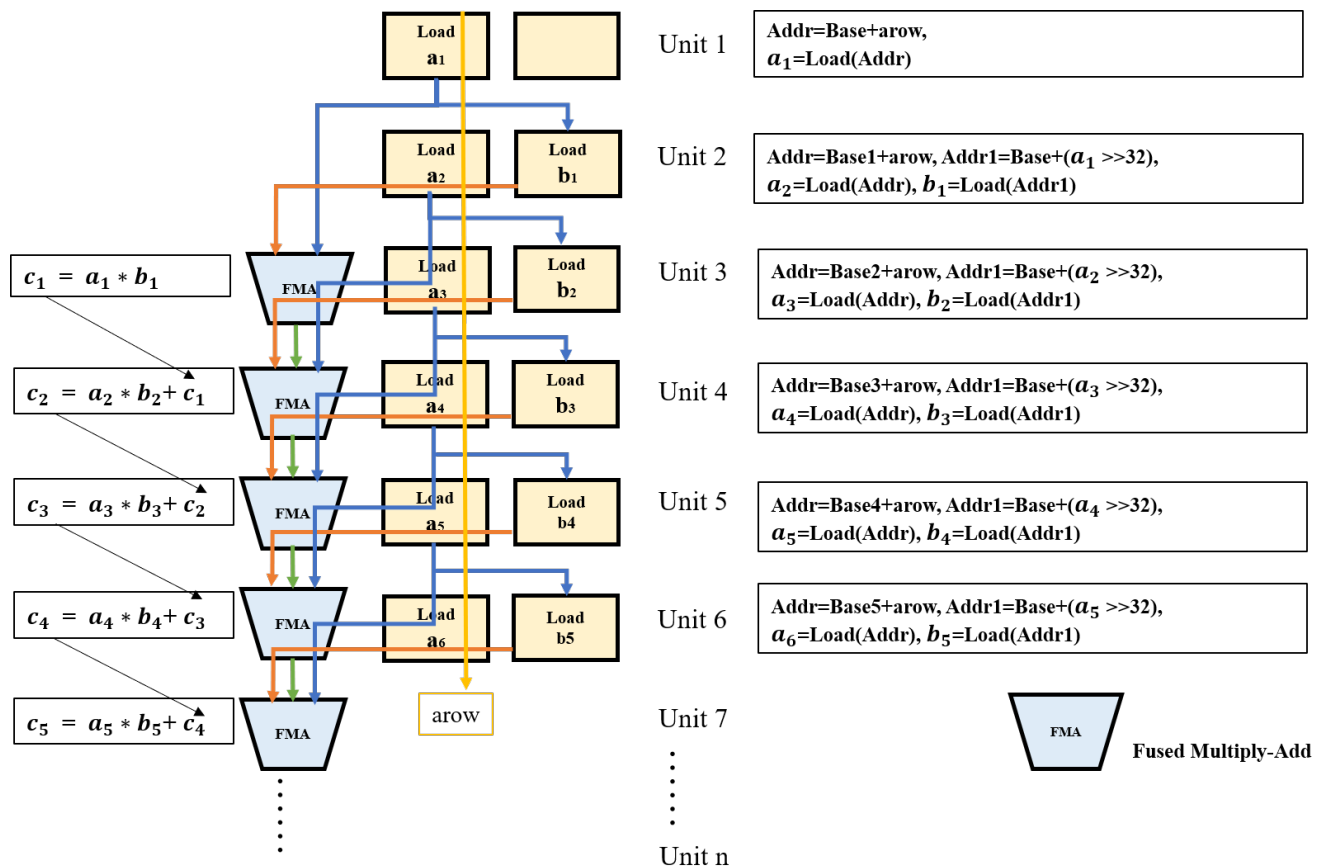 Load
a₁
Unit 1
Addr=Base+arow,
a₁=Load(Addr)
Load
a₂
Load
b₁
Unit 2
Addr=Base1+arow, Addr1=Base+(a₁ >>32),
a₂=Load(Addr), b₁=Load(Addr1)
c₁ = a₁ * b₁
FMA
Load
a₃
Load
b₂
Unit 3
Addr=Base2+arow, Addr1=Base+(a₂ >>32),
a₃=Load(Addr), b₂=Load(Addr1)
c₂ = a₂ * b₂+ c₁
FMA
Load
a₄
Load
b₃
Unit 4
Addr=Base3+arow, Addr1=Base+(a₃ >>32),
a₄=Load(Addr), b₃=Load(Addr1)
c₃ = a₃ * b₃+ c₂
FMA
Load
a₅
Load
b4
Unit 5
Addr=Base4+arow, Addr1=Base+(a₄ >>32),
a₅=Load(Addr), b₄=Load(Addr1)
c₄ = a₄ * b₄+ c₃
FMA
Load
a₆
Load
b5
Unit 6
Addr=Base5+arow, Addr1=Base+(a₅ >>32),
a₆=Load(Addr), b₅=Load(Addr1)
c₅ = a₅ * b₅+ c₄
FMA
arow
Unit 7
FMA
Fused Multiply-Add
Unit n